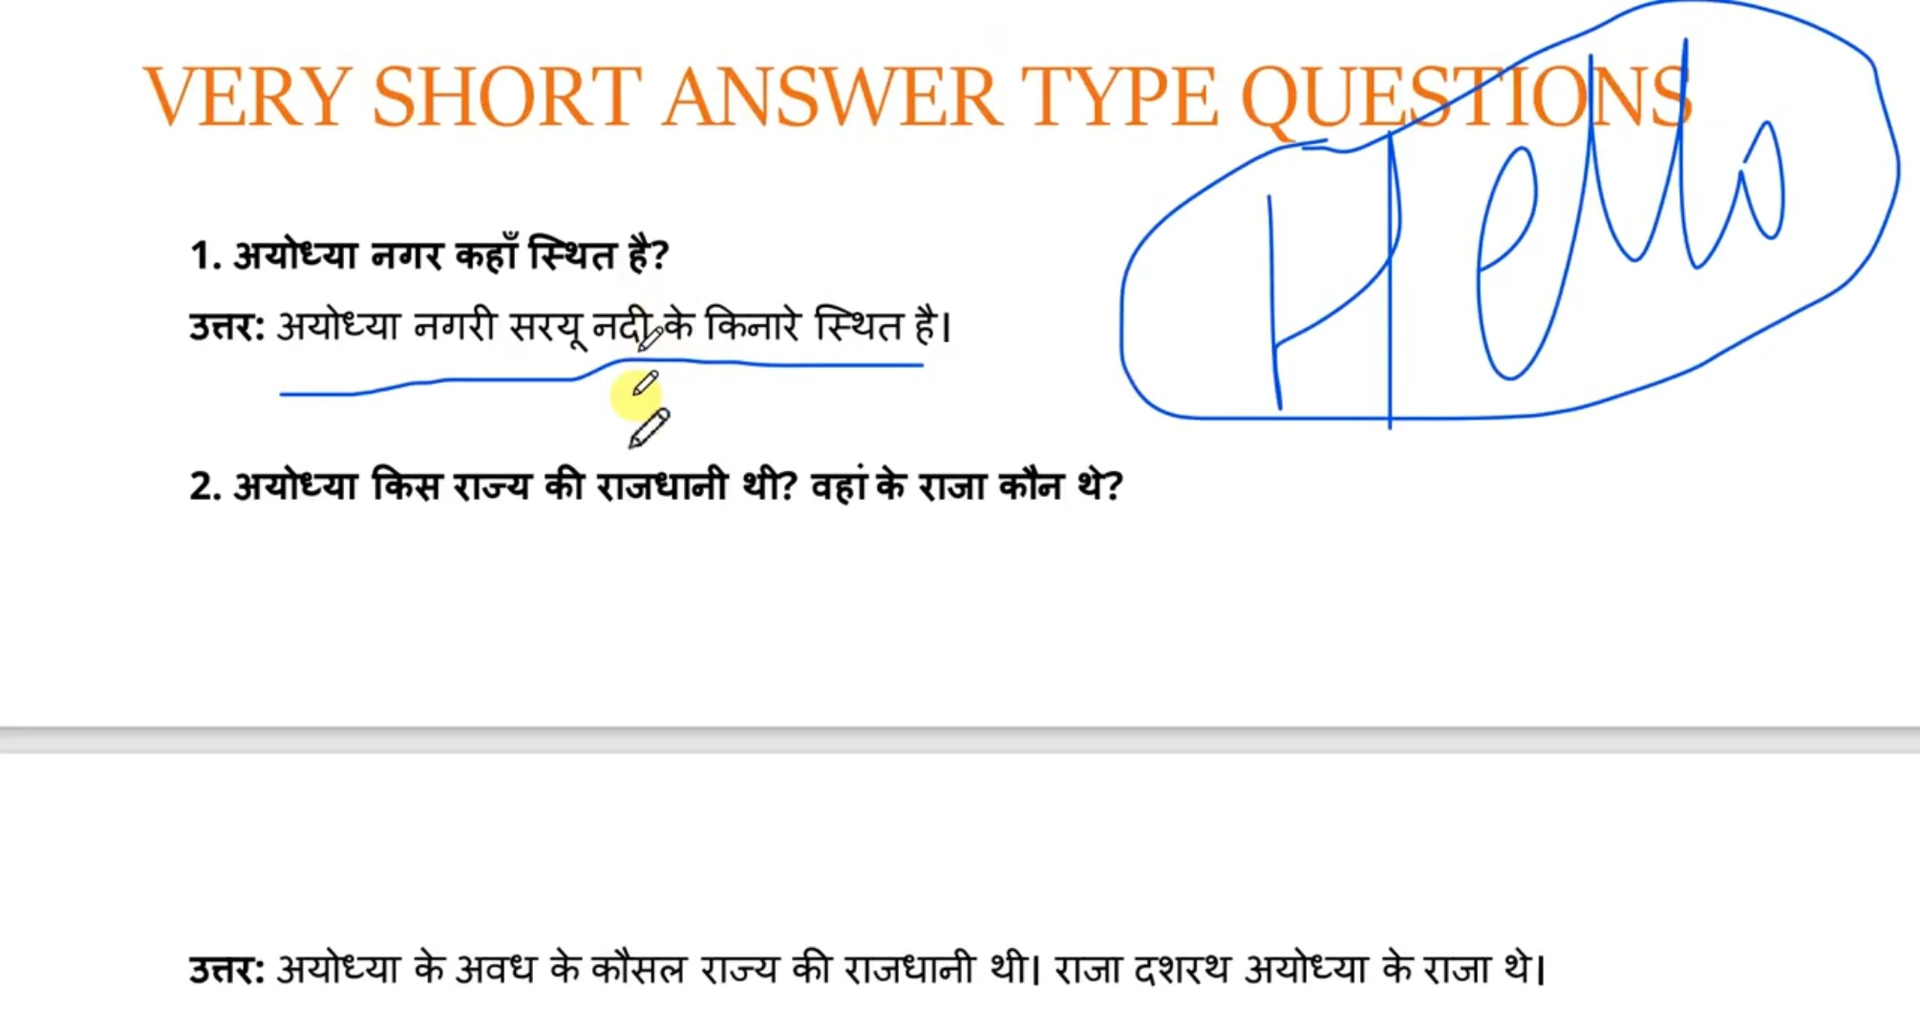 VERY SHORT ANSWER TYPE QUESTIONS
Hello
1. अयोध्या नगर कहाँ स्थित है?
उत्तर: अयोध्या नगरी सरयू नदी के किनारे स्थित है।
2. अयोध्या किस राज्य की राजधानी थी? वहां के राजा कौन थे?
उत्तर: अयोध्या के अवध के कौसल राज्य की राजधानी थी। राजा दशरथ अयोध्या के राजा थे।